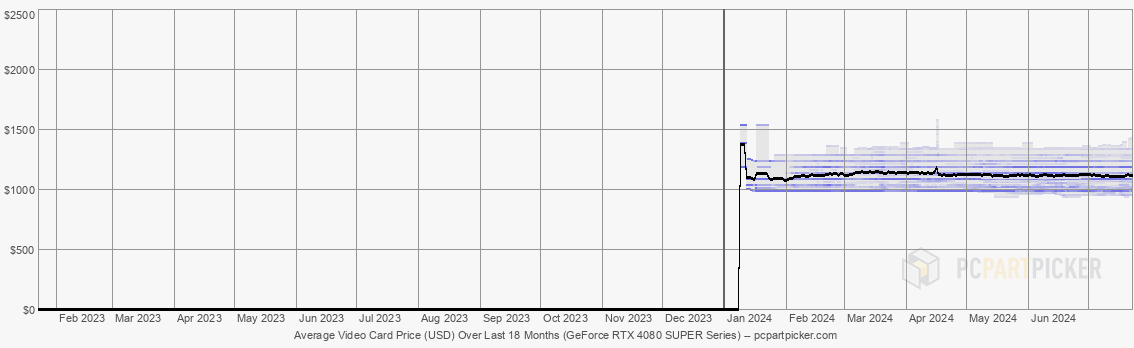 $2500
$2000
$1500
$1000
$500
$0
PCPARTPICKER
Feb 2023 Mar 2023 Apr 2023 May 2023 Jun 2023 Jul 2023 Aug 2023 Sep 2023 Oct 2023 Nov 2023 Dec 2023 Jan 2024 Feb 2024 Mar 2024 Apr 2024 May 2024 Jun 2024
Average Video Card Price (USD) Over Last 18 Months (GeForce RTX 4080 SUPER Series) -- pcpartpicker.com